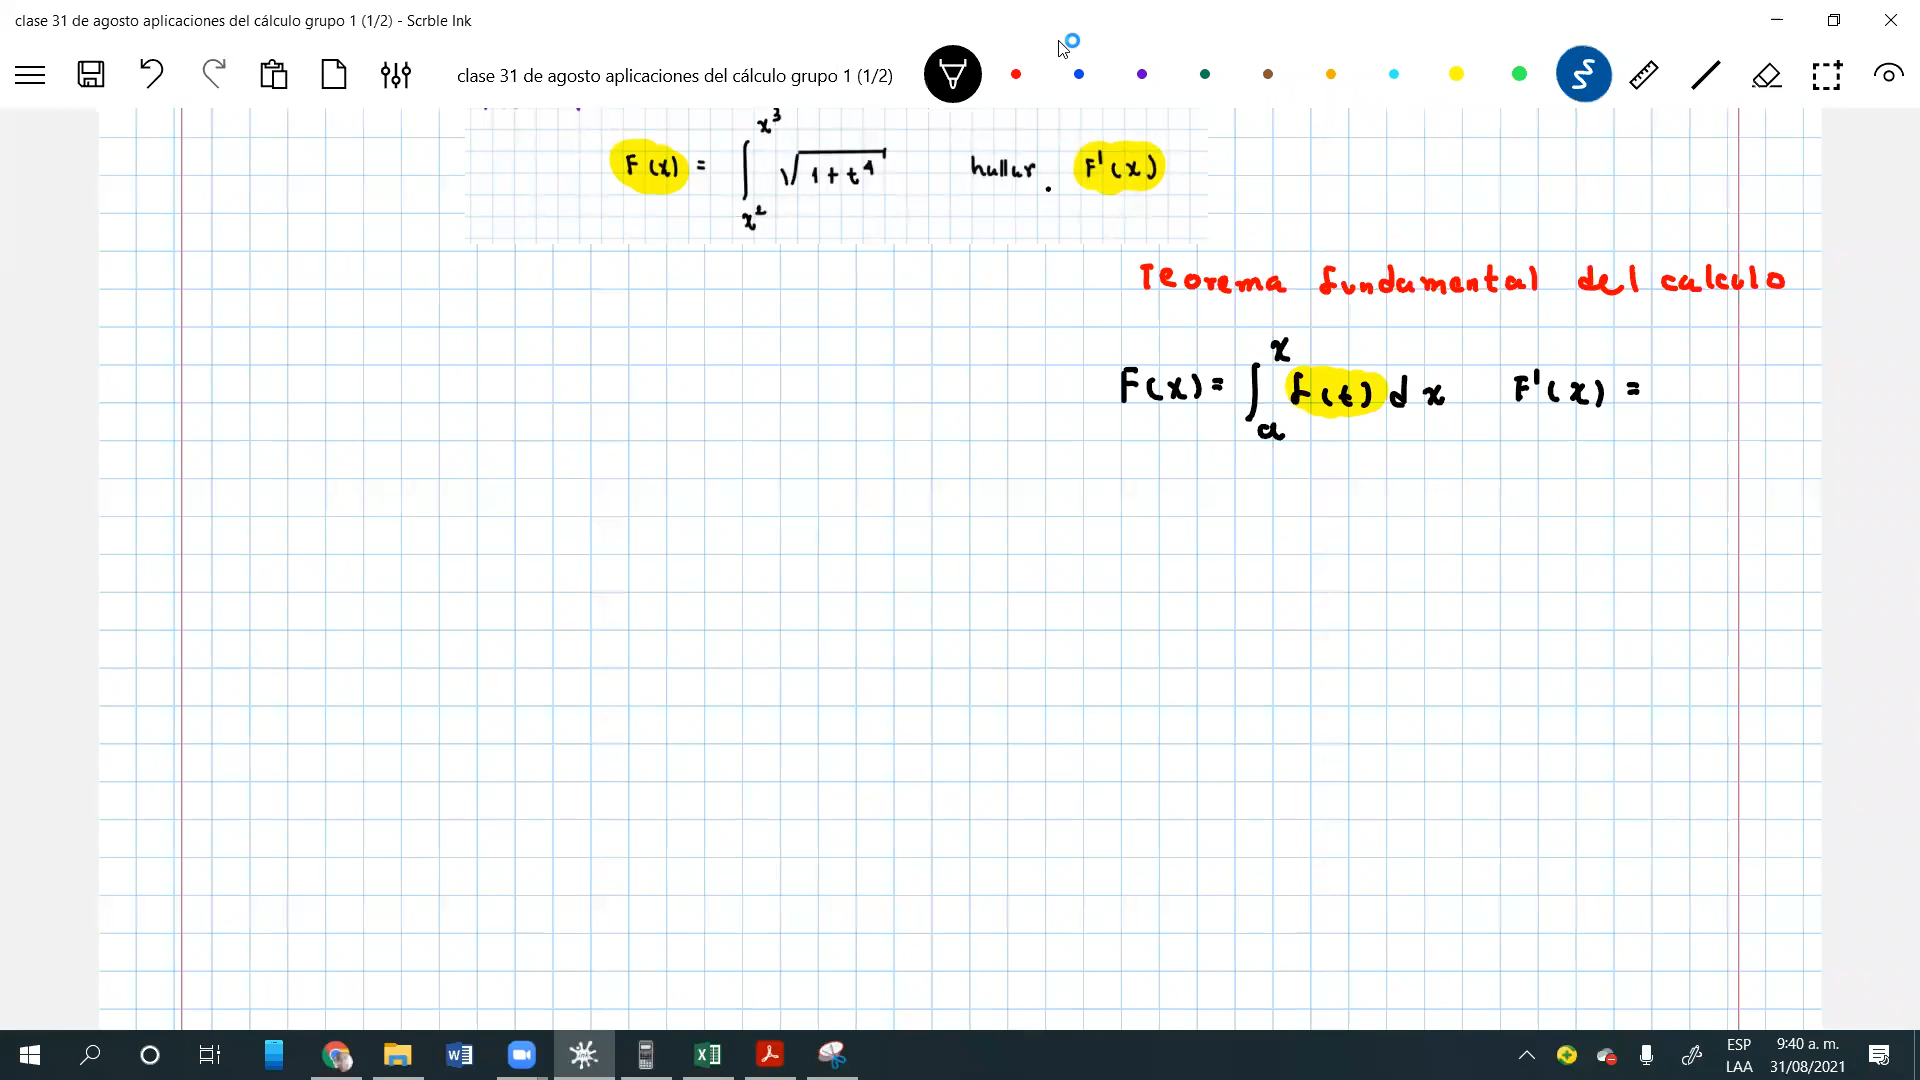 clase 31 de agosto aplicaciones del cálculo grupo 1 (1/2) - Scrble Ink
clase 31 de agosto aplicaciones del cálculo grupo 1 (1/2)
F(x) = ∫_{x²}^{x³} √(1+t⁴) hallar. F'(x)
Teorema fundamental del calculo
F(x) = ∫_a^x f(t) dx F'(x) =
ESP 9:40 a. m.
LAA 31/08/2021